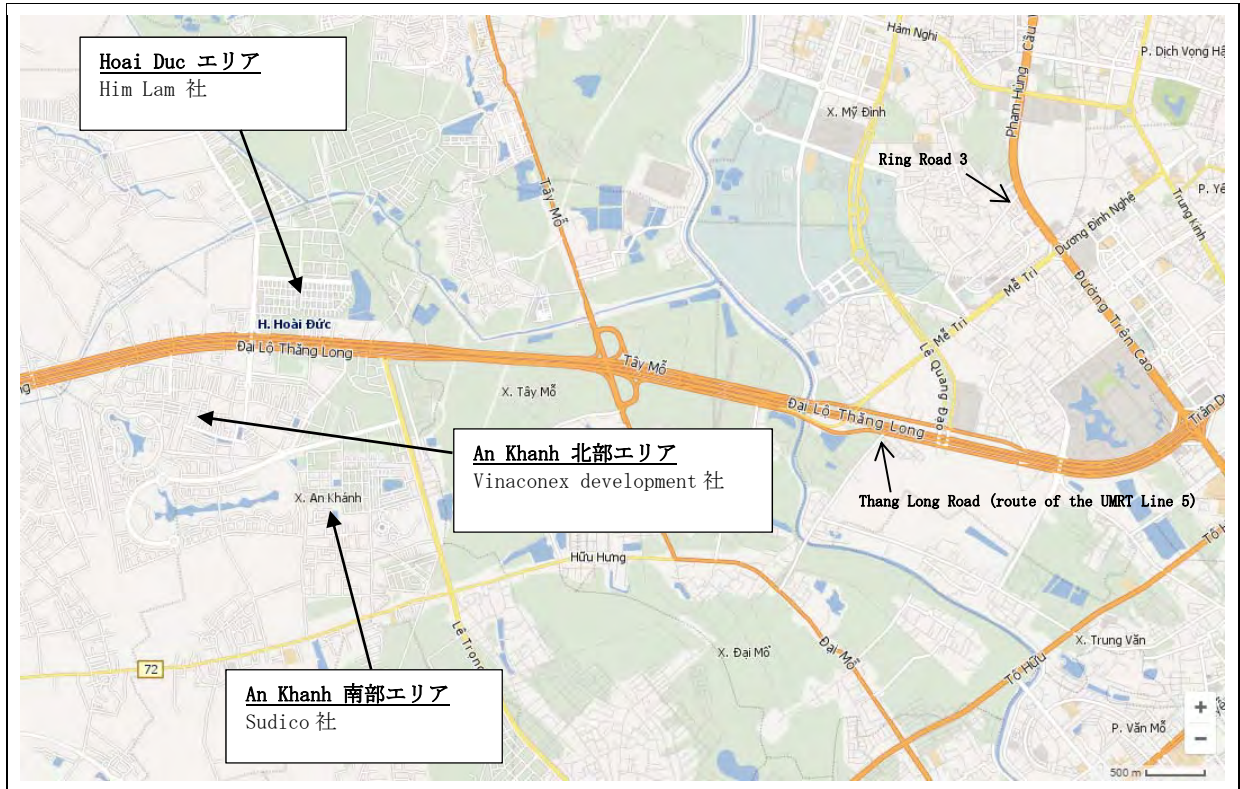 Hoai Duc エリア
Him Lam 社
Hàm Nghi
Phạm Hùng
Cầu
P. Dịch Vọng Hậ
X. Mỹ Đình
Ring Road 3
Tây Mỗ
Dương Đình Nghệ
Trung Kính
P. Yê
Mễ Trì
Đường Trên Cao
H. Hoài Đức
Đại Lộ Thăng Long
ng
Tây Mỗ
Mễ Trì
Lê Quang Đạo
X. Tây Mỗ
Đại Lộ Thăng Long
Trần Du
An Khanh 北部エリア
Vinaconex development 社
X. An Khánh
Thang Long Road (route of the UMRT Line 5)
Tố H
Hữu Hưng
Lê Trọng
72
X. Đại Mỗ
Đại Mỗ
Tố Hữu
X. Trung Văn
An Khanh 南部エリア
Sudico 社
P. Văn Mỗ
+
−
500 m